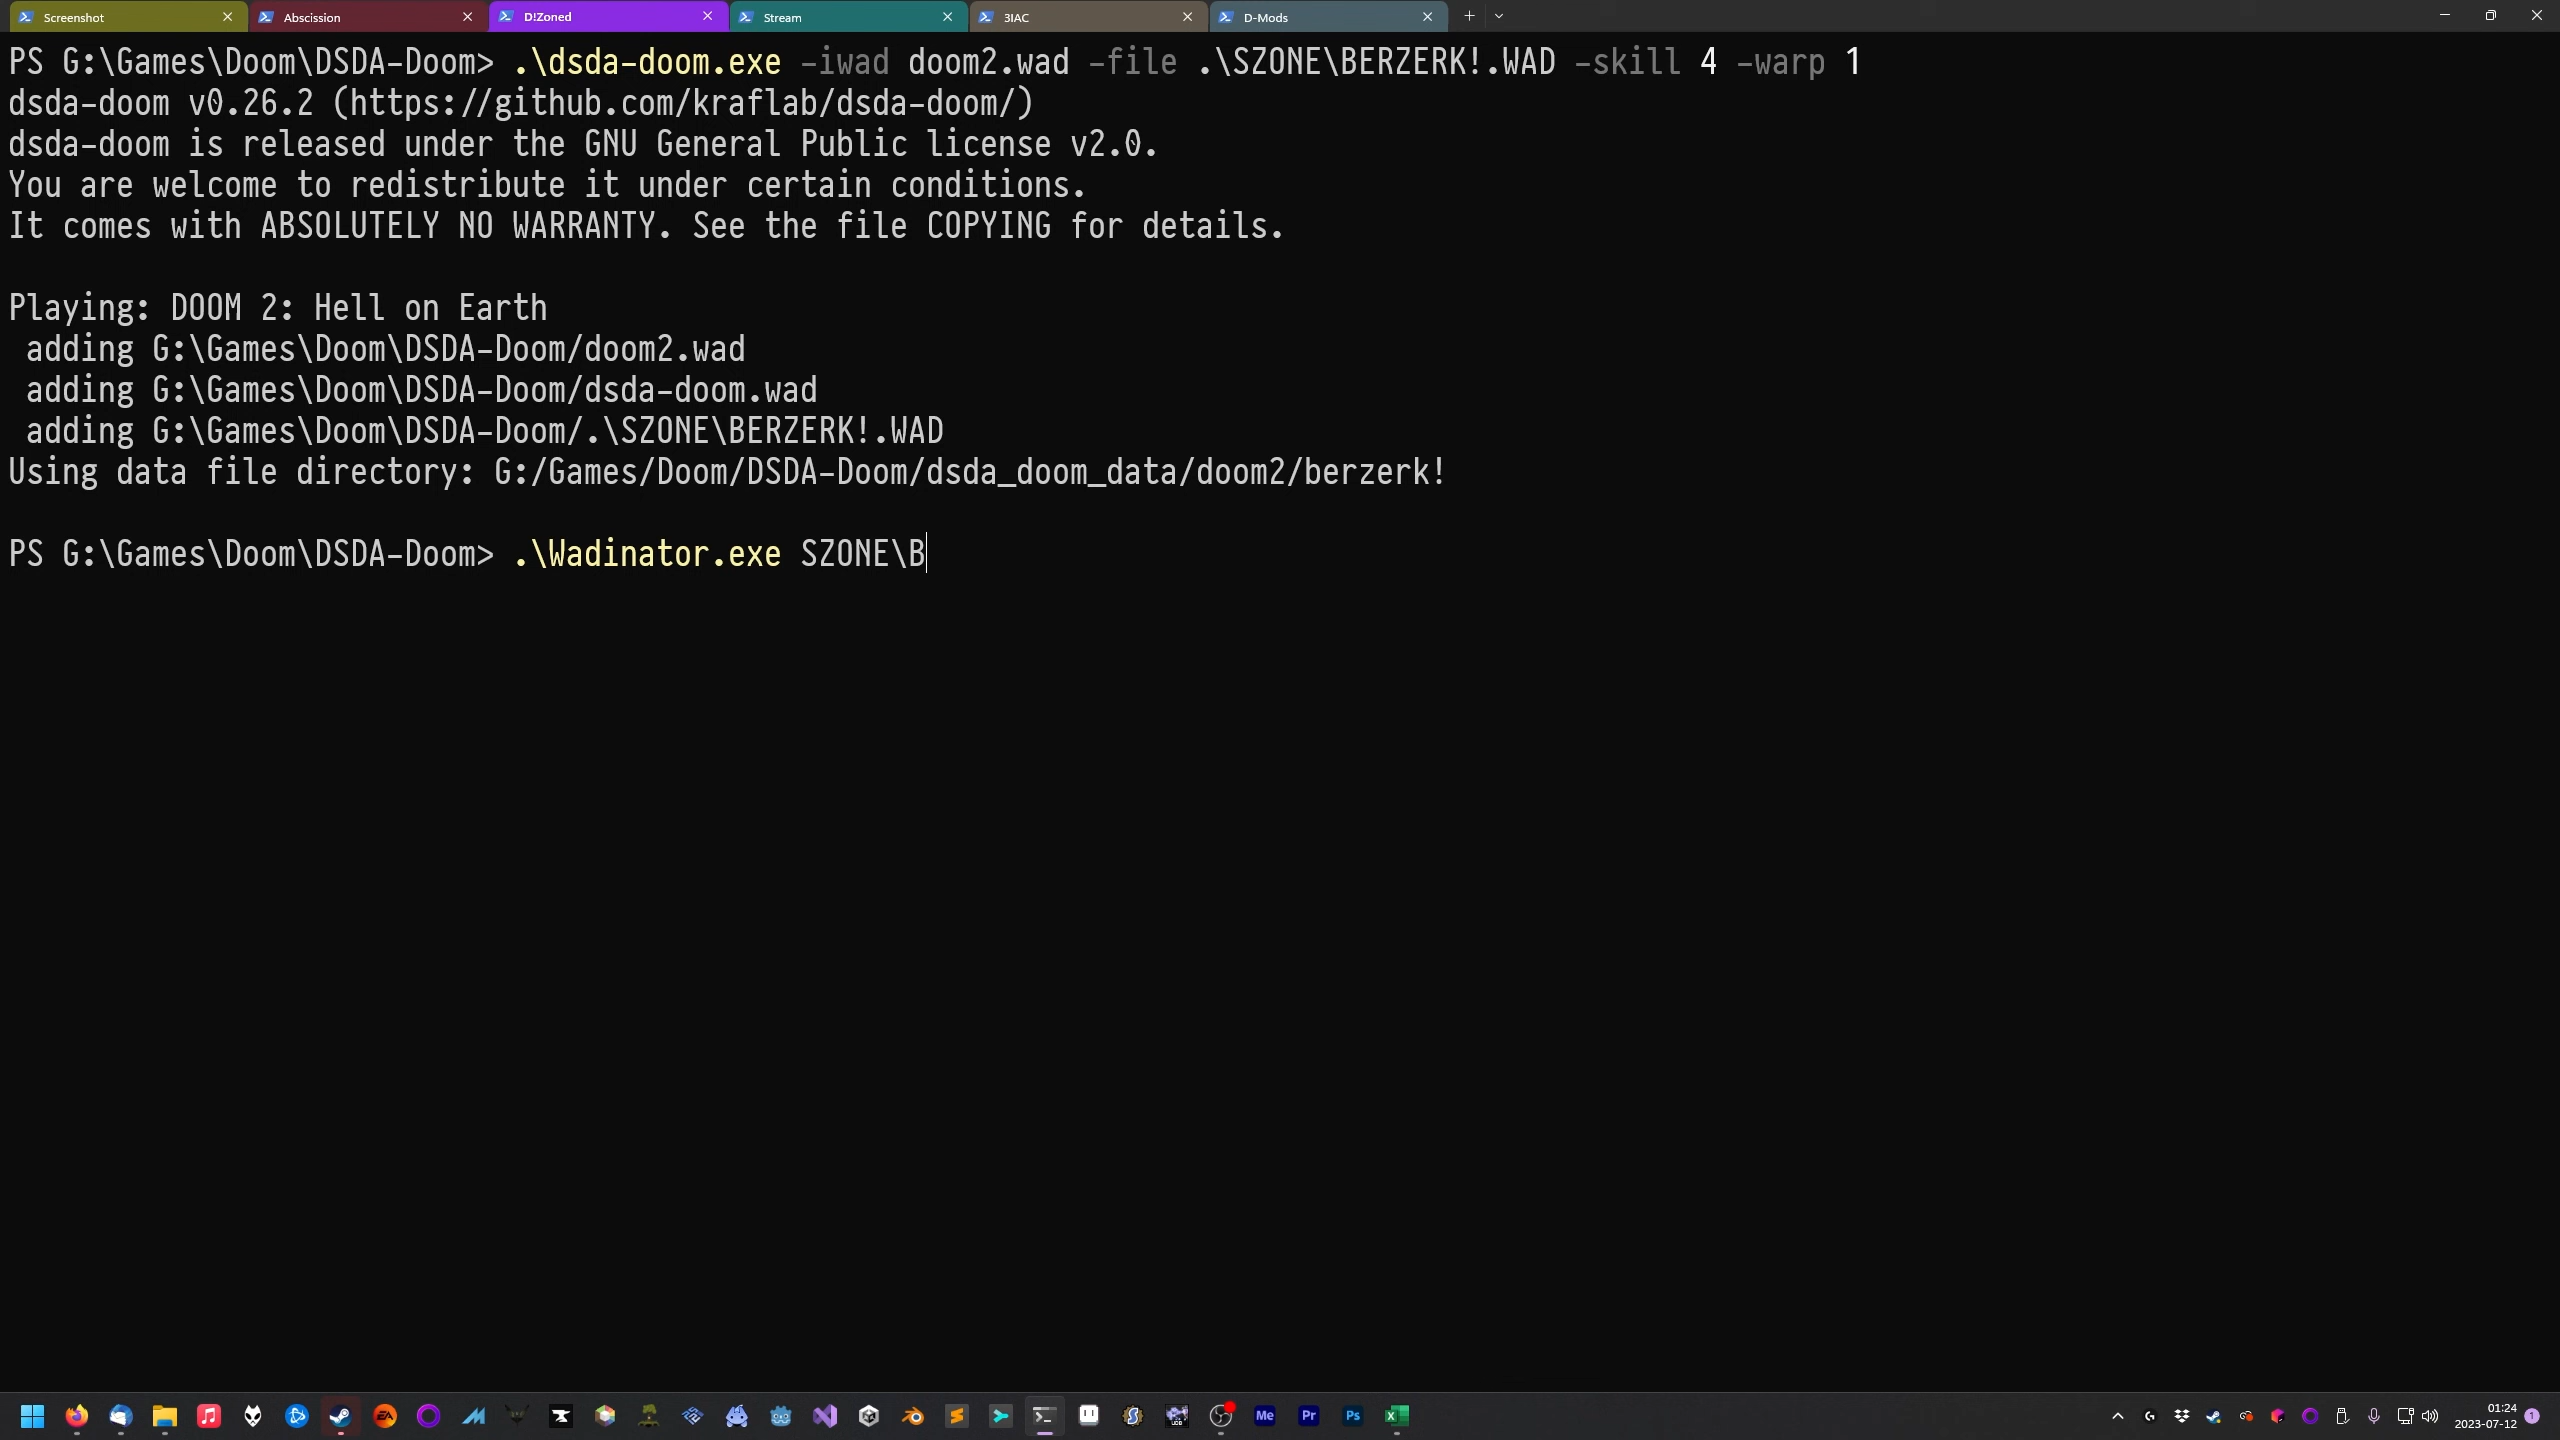 Screenshot
Abscission
D!Zoned
Stream
3IAC
D-Mods
PS G:\Games\Doom\DSDA-Doom> .\dsda-doom.exe -iwad doom2.wad -file .\SZONE\BERZERK!.WAD -skill 4 -warp 1
dsda-doom v0.26.2 (https://github.com/kraflab/dsda-doom/)
dsda-doom is released under the GNU General Public license v2.0.
You are welcome to redistribute it under certain conditions.
It comes with ABSOLUTELY NO WARRANTY. See the file COPYING for details.
Playing: DOOM 2: Hell on Earth
adding G:\Games\Doom\DSDA-Doom/doom2.wad
adding G:\Games\Doom\DSDA-Doom/dsda-doom.wad
adding G:\Games\Doom\DSDA-Doom/.\SZONE\BERZERK!.WAD
Using data file directory: G:/Games/Doom/DSDA-Doom/dsda_doom_data/doom2/berzerk!
PS G:\Games\Doom\DSDA-Doom> .\Wadinator.exe SZONE\B
EA
Me
Pr
Ps
01:24
2023-07-12
1